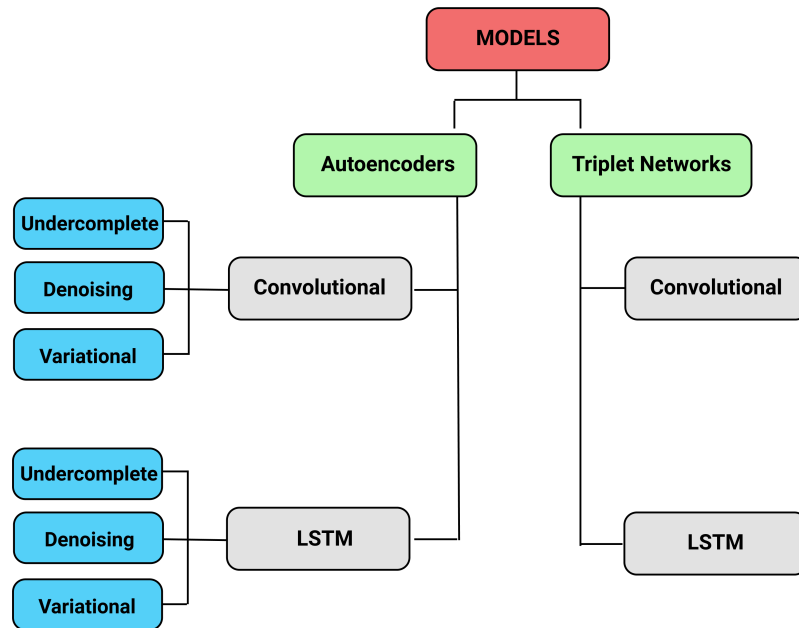 MODELS
Autoencoders
Triplet Networks
Undercomplete
Denoising
Variational
Convolutional
Convolutional
Undercomplete
Denoising
Variational
LSTM
LSTM